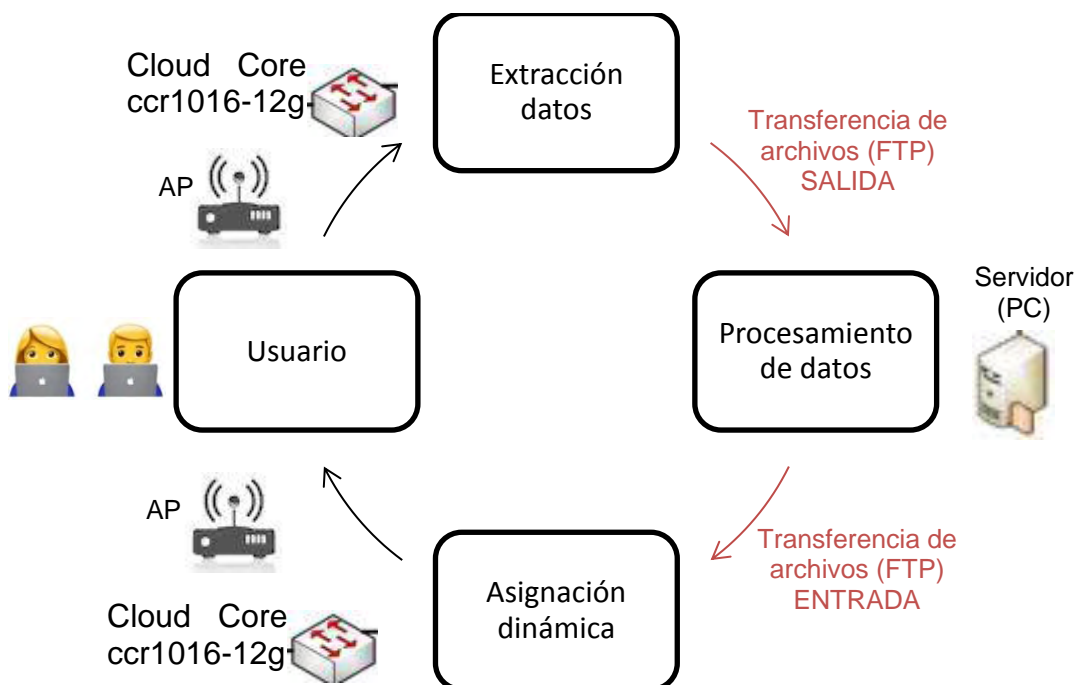 Cloud Core
ccr1016-12g
Extracción
datos
Transferencia de
archivos (FTP)
SALIDA
AP
Usuario
Procesamiento
de datos
Servidor
(PC)
AP
Transferencia de
archivos (FTP)
ENTRADA
Asignación
dinámica
Cloud Core
ccr1016-12g